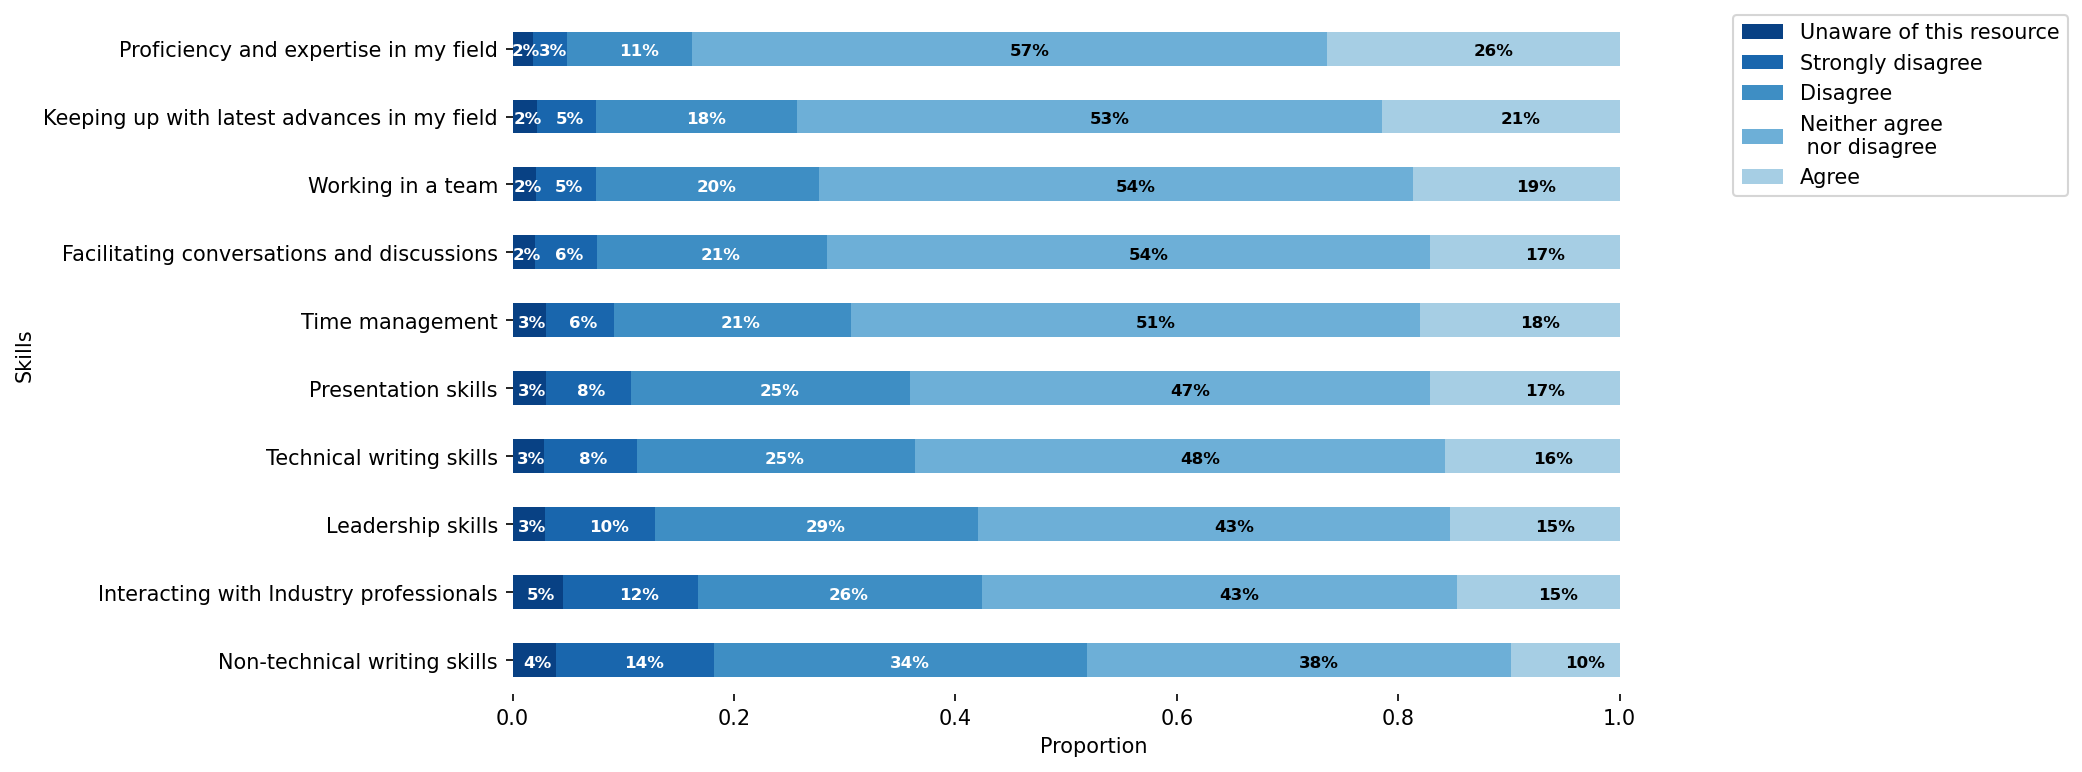 Proficiency and expertise in my field 2% 3% 11% 57% 26%
Keeping up with latest advances in my field 2% 5% 18% 53% 21%
Working in a team 2% 5% 20% 54% 19%
Facilitating conversations and discussions 2% 6% 21% 54% 17%
Time management 3% 6% 21% 51% 18%
Presentation skills 3% 8% 25% 47% 17%
Technical writing skills 3% 8% 25% 48% 16%
Leadership skills 3% 10% 29% 43% 15%
Interacting with Industry professionals 5% 12% 26% 43% 15%
Non-technical writing skills 4% 14% 34% 38% 10%
Skills
0.0 0.2 0.4 0.6 0.8 1.0
Proportion
Unaware of this resource
Strongly disagree
Disagree
Neither agree
nor disagree
Agree